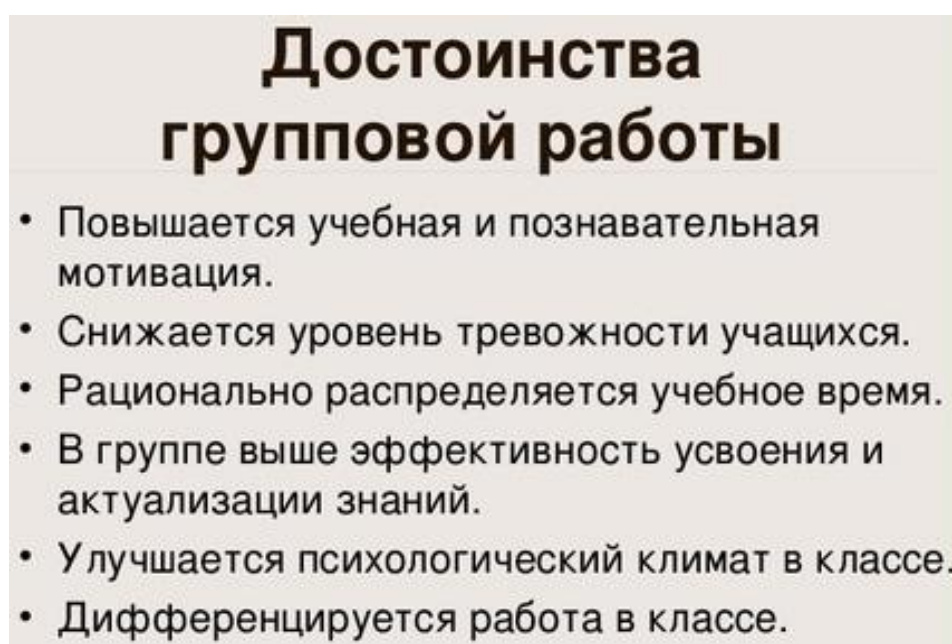 Достоинства
групповой работы
• Повышается учебная и познавательная
мотивация.
• Снижается уровень тревожности учащихся.
• Рационально распределяется учебное время.
• В группе выше эффективность усвоения и
актуализации знаний.
• Улучшается психологический климат в классе.
• Дифференцируется работа в классе.